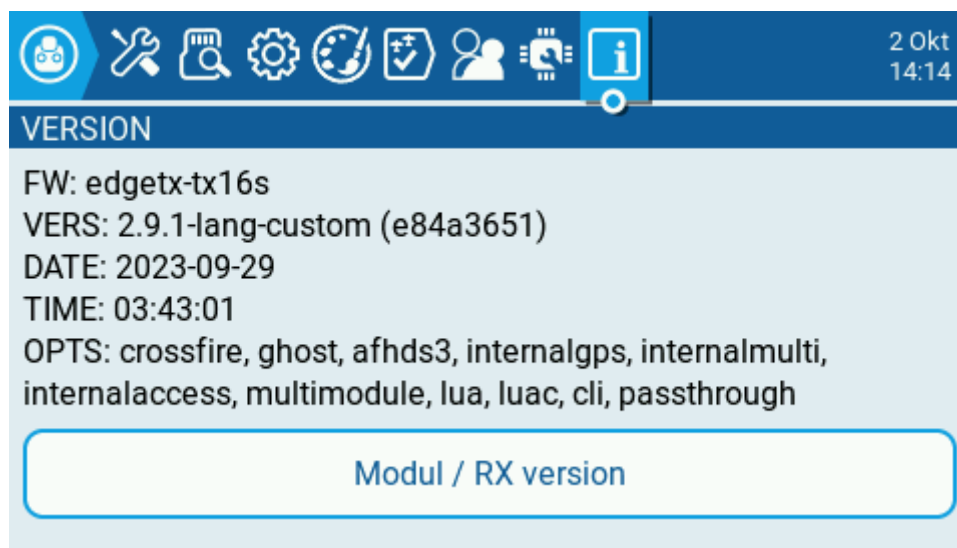 2 Okt
14:14
VERSION
FW: edgetx-tx16s
VERS: 2.9.1-lang-custom (e84a3651)
DATE: 2023-09-29
TIME: 03:43:01
OPTS: crossfire, ghost, afhds3, internalgps, internalmulti,
internalaccess, multimodule, lua, luac, cli, passthrough
Modul / RX version